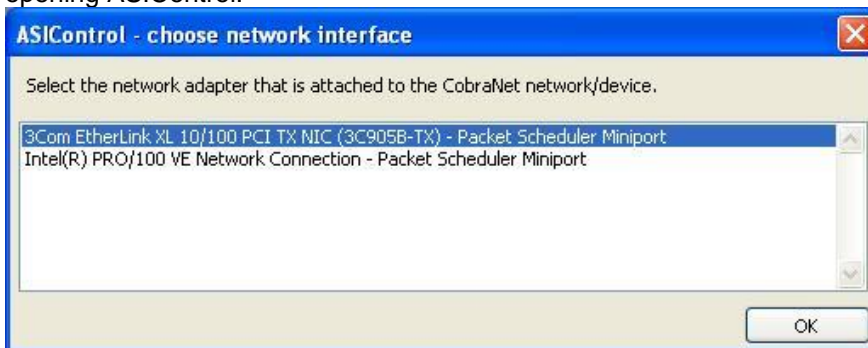 opening ASIControl.
ASIControl - choose network interface
Select the network adapter that is attached to the CobraNet network/device.
3Com EtherLink XL 10/100 PCI TX NIC (3C905B-TX) - Packet Scheduler Miniport
Intel(R) PRO/100 VE Network Connection - Packet Scheduler Miniport
OK